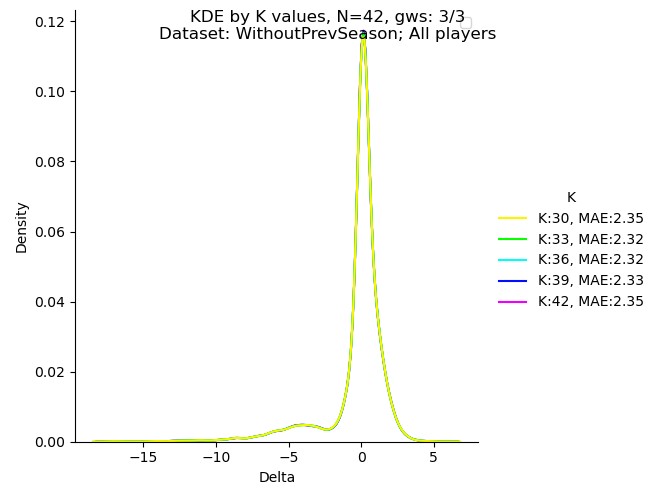 KDE by K values, N=42, gws: 3/3
Dataset: WithoutPrevSeason; All players
0.12
0.10
0.08
0.06
0.04
0.02
0.00
Density
−15
−10
−5
0
5
Delta
K
K:30, MAE:2.35
K:33, MAE:2.32
K:36, MAE:2.32
K:39, MAE:2.33
K:42, MAE:2.35